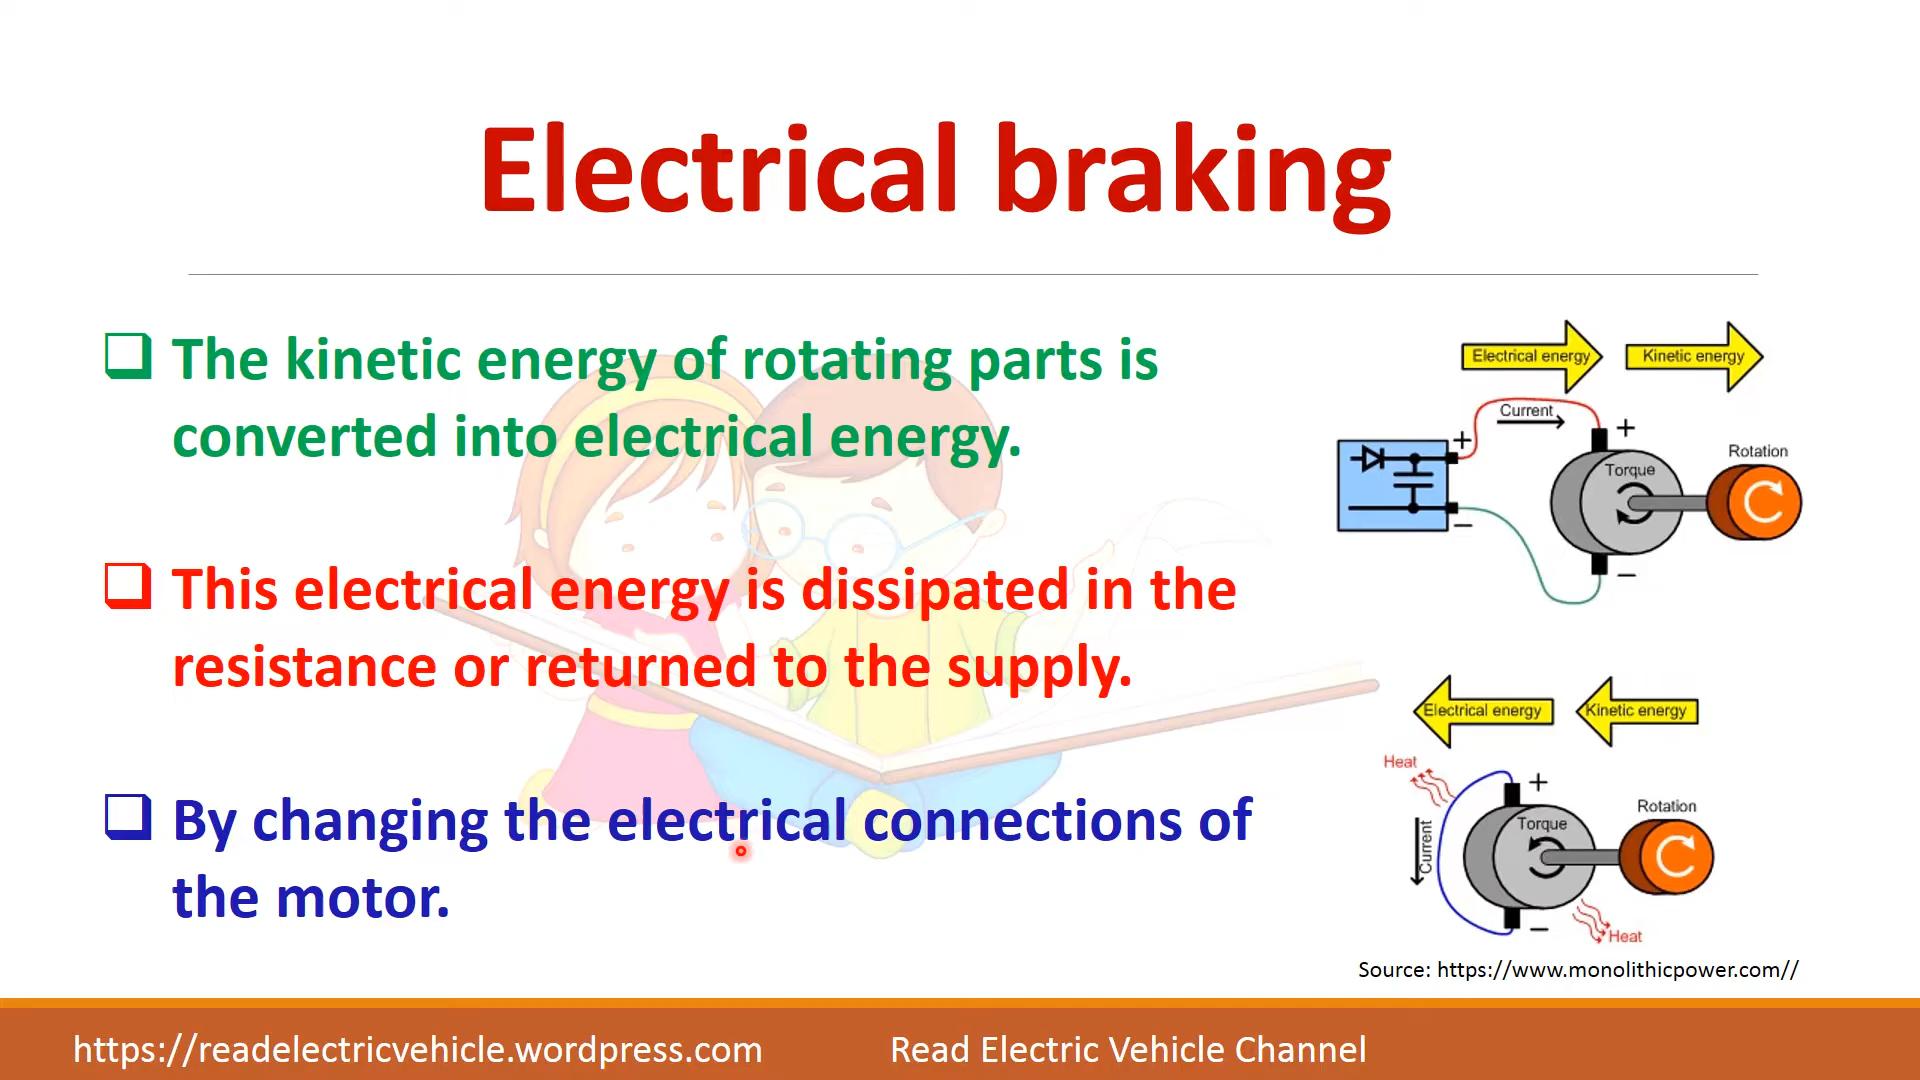 Electrical braking
The kinetic energy of rotating parts is
converted into electrical energy.
This electrical energy is dissipated in the
resistance or returned to the supply.
By changing the electrical connections of
the motor.
Electrical energy
Kinetic energy
Current
+
+
Torque
Rotation
−
−
Electrical energy
Kinetic energy
Heat
+
Current
Torque
Rotation
−
Heat
Source: https://www.monolithicpower.com//
https://readelectricvehicle.wordpress.com
Read Electric Vehicle Channel